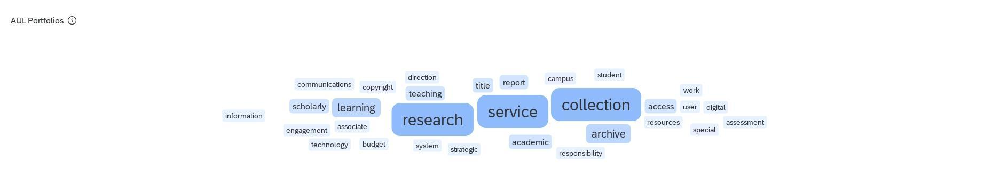 AUL Portfolios
student
direction
campus
title
report
communications
copyright
work
teaching
collection
scholarly
learning
access
user
digital
service
information
research
resources
assessment
associate
engagement
special
archive
academic
technology
budget
system
strategic
responsibility